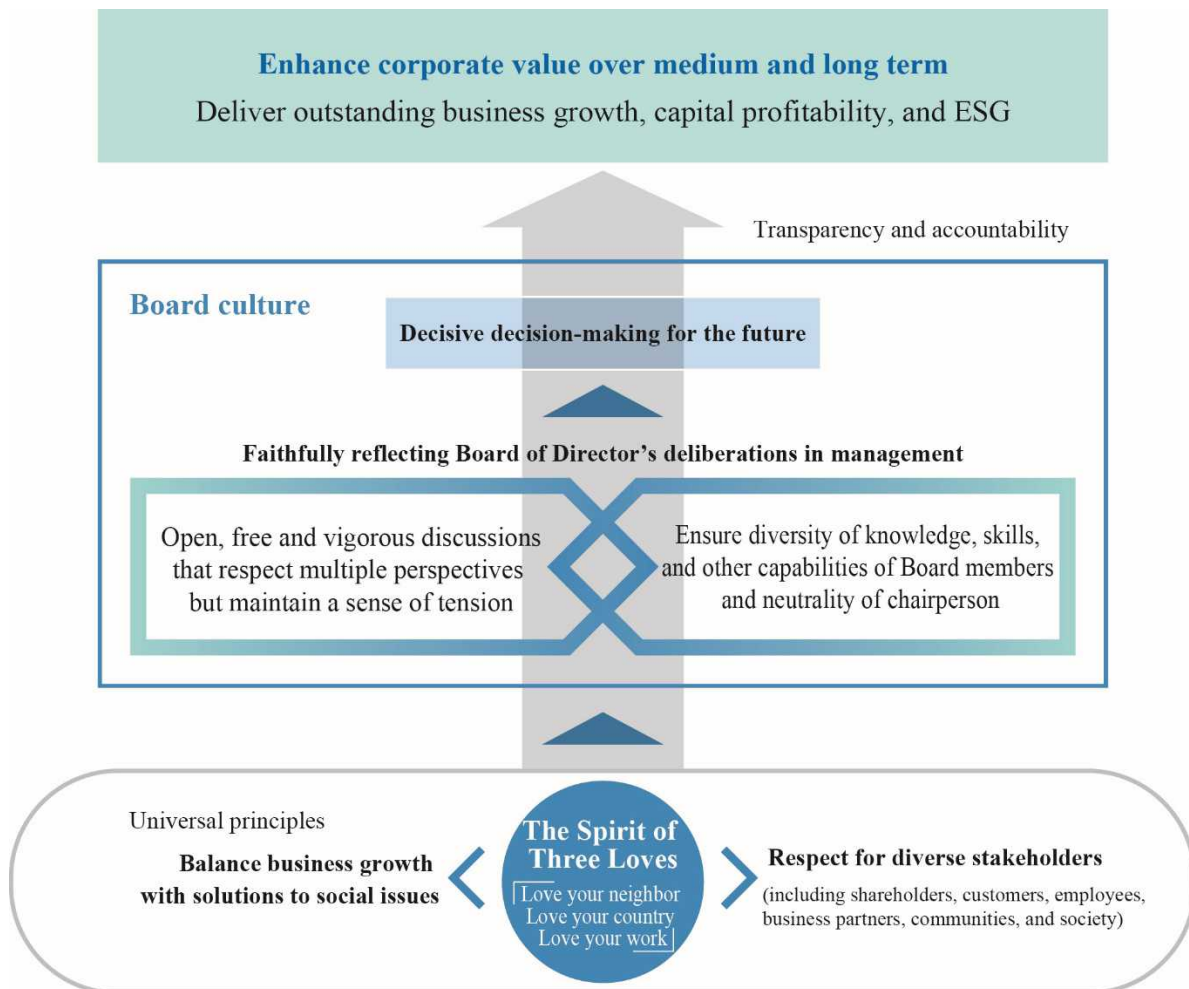 Enhance corporate value over medium and long term
Deliver outstanding business growth, capital profitability, and ESG
Transparency and accountability
Board culture
Decisive decision-making for the future
Faithfully reflecting Board of Director’s deliberations in management
Open, free and vigorous discussions
that respect multiple perspectives
but maintain a sense of tension
Ensure diversity of knowledge, skills,
and other capabilities of Board members
and neutrality of chairperson
Universal principles
Balance business growth
with solutions to social issues
The Spirit of
Three Loves
「Love your neighbor
Love your country
Love your work」
Respect for diverse stakeholders
(including shareholders, customers, employees,
business partners, communities, and society)